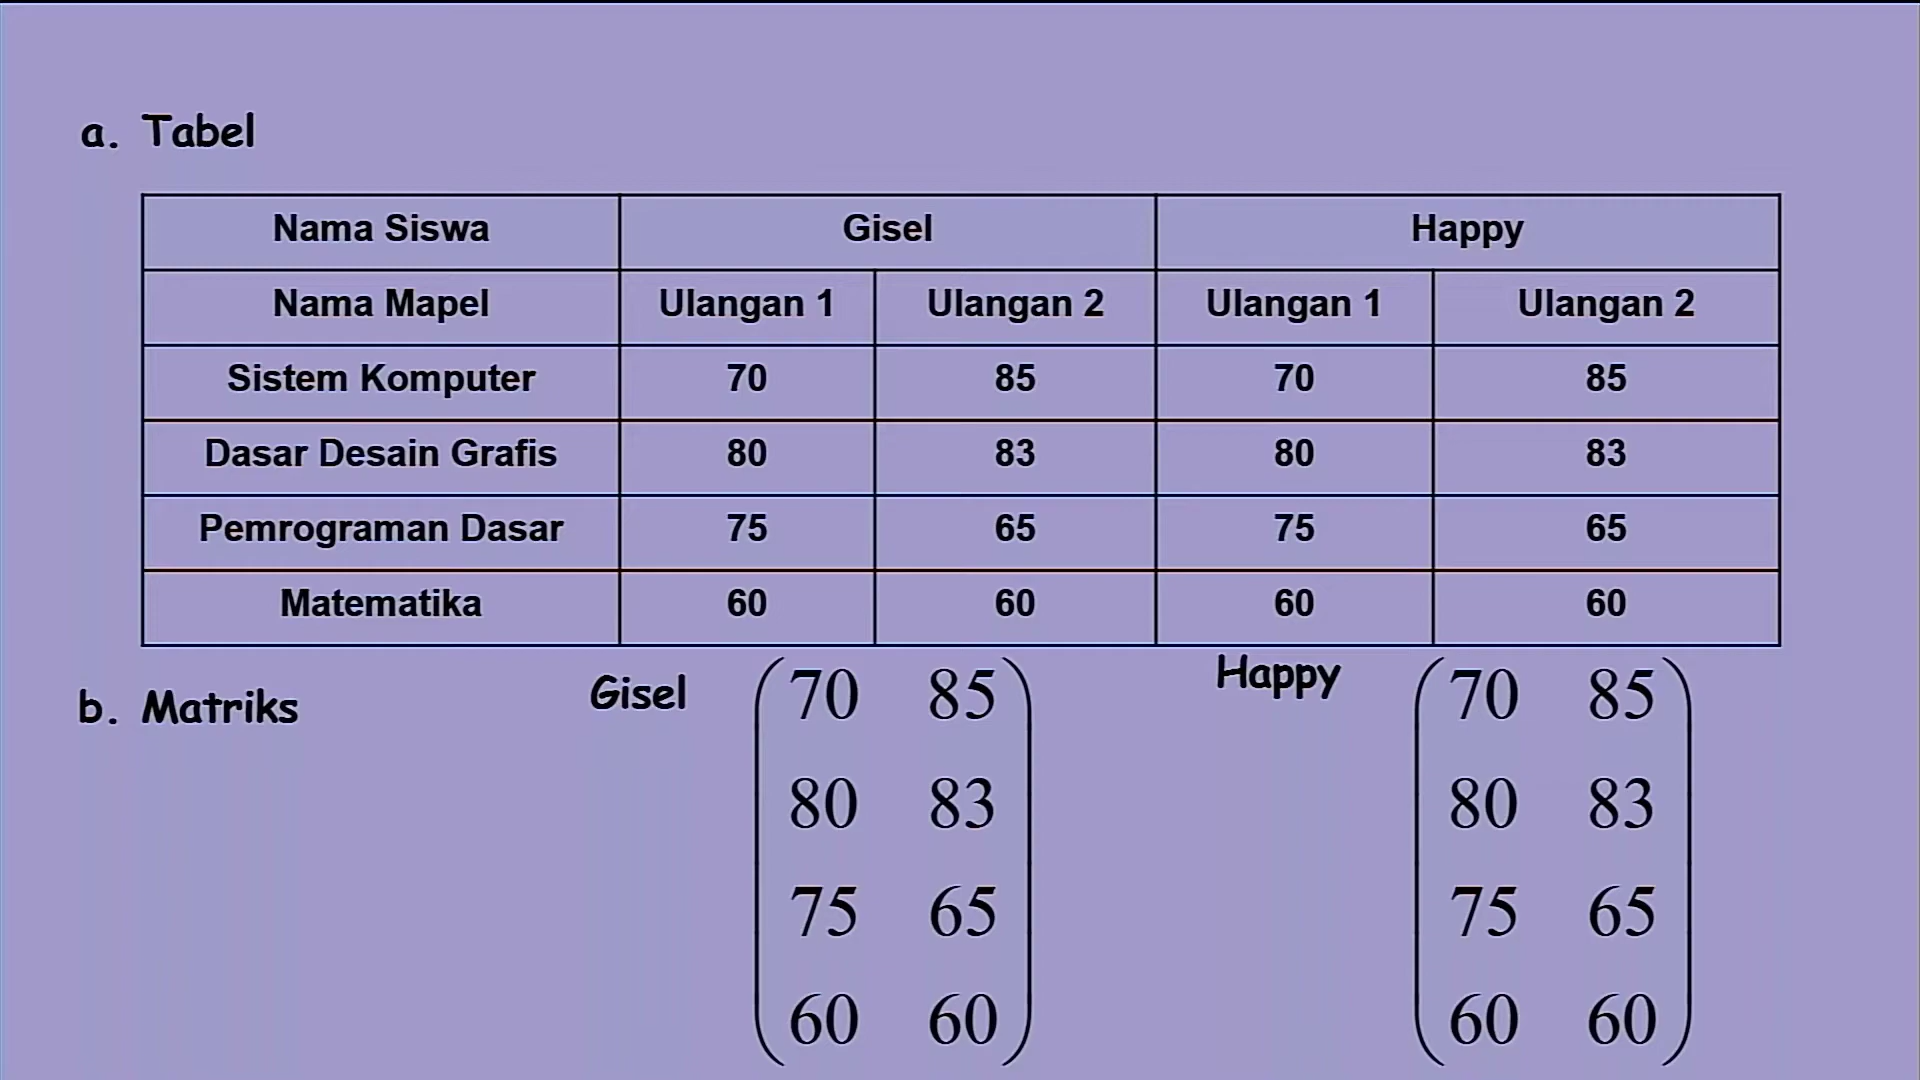 a. Tabel
Nama Siswa Gisel Happy
Nama Mapel Ulangan 1 Ulangan 2 Ulangan 1 Ulangan 2
Sistem Komputer 70 85 70 85
Dasar Desain Grafis 80 83 80 83
Pemrograman Dasar 75 65 75 65
Matematika 60 60 60 60
b. Matriks Gisel Happy
70 85 70 85
80 83 80 83
75 65 75 65
60 60 60 60